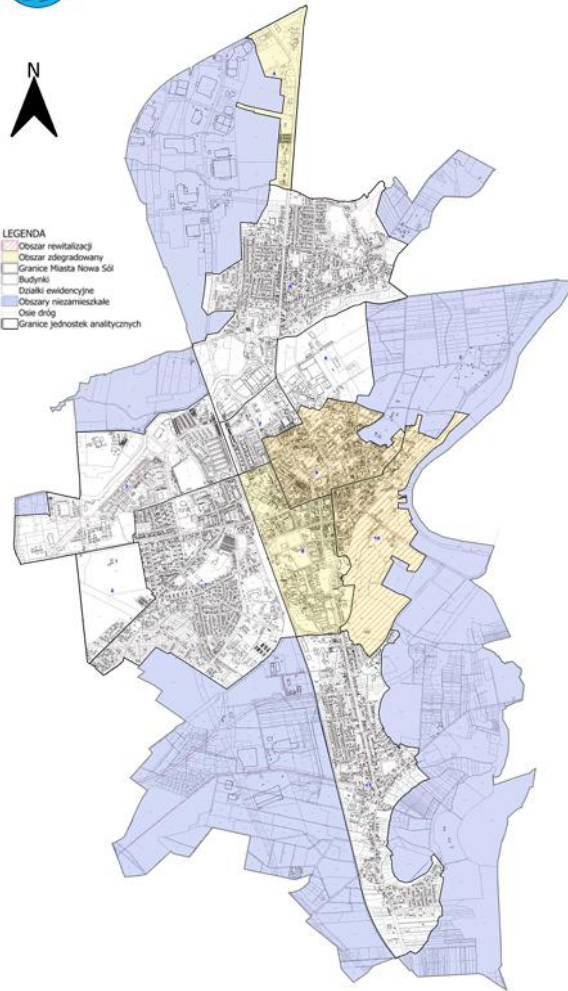 N
LEGENDA
Obszar rewitalizacji
Obszar zdegradowany
Granice Miasta Nowa Sól
Budynki
Działki ewidencyjne
Obszary niezamieszkałe
Osie dróg
Granice jednostek analitycznych